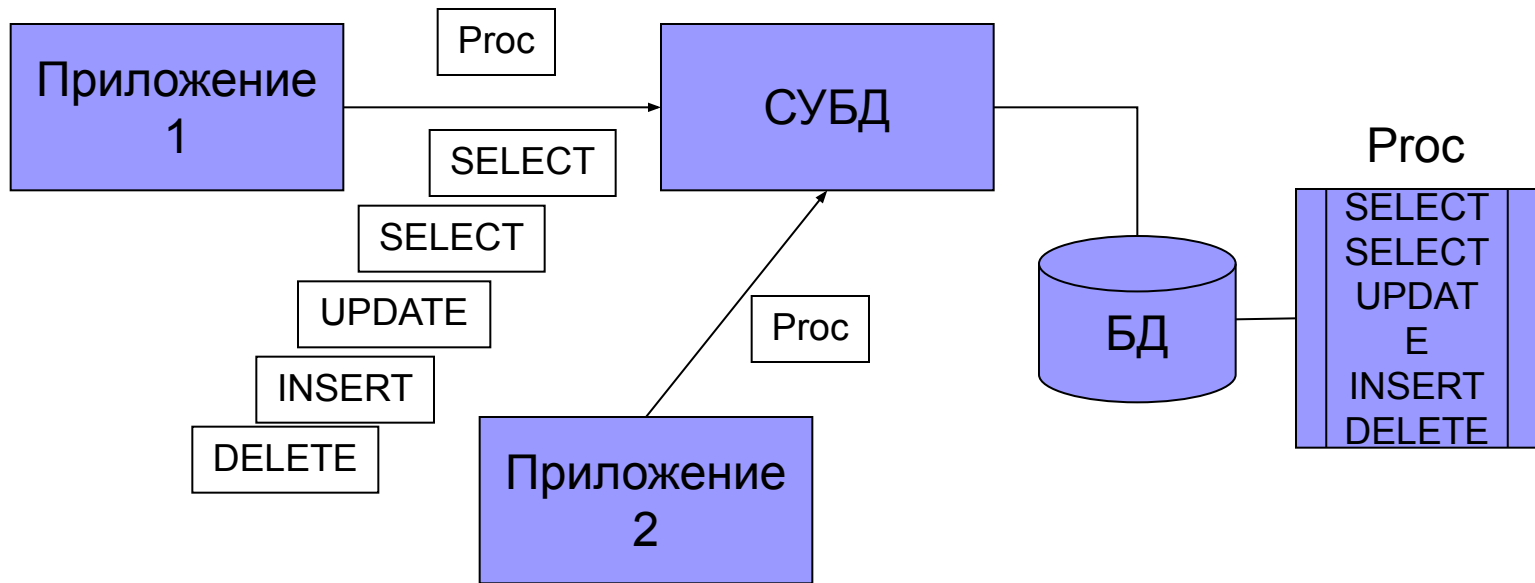 Proc
Приложение
1
СУБД
SELECT
SELECT
UPDATE
INSERT
DELETE
Proc
Приложение
2
БД
Proc
SELECT
SELECT
UPDAT
E
INSERT
DELETE